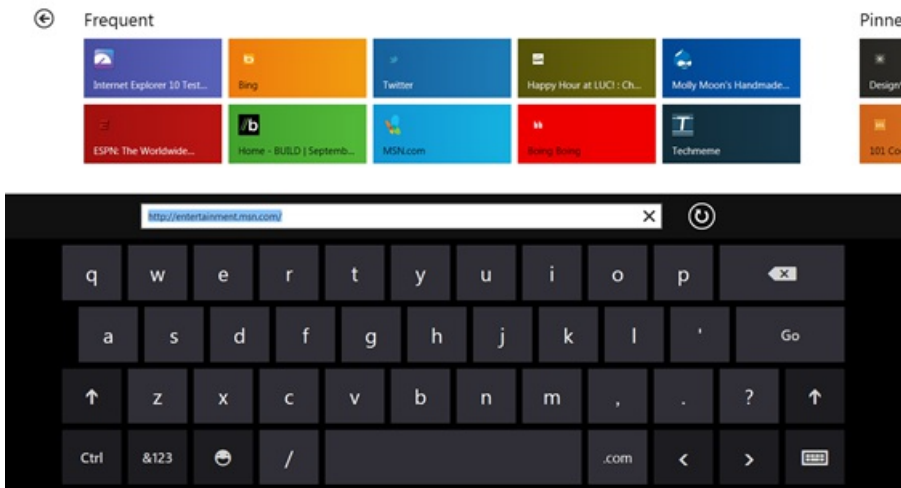 Frequent
Pinne
Internet Explorer 10 Test...
Bing
Twitter
Happy Hour at LUC! : Ch...
Molly Moon's Handmade...
Design
ESPN: The Worldwide...
/b
Home - BUILD | Septemb...
MSN.com
Boing Boing
T
Techmeme
101 Co
http://entertainment.msn.com/
q w e r t y u i o p
a s d f g h j k l ' Go
z x c v b n m , . ?
Ctrl &123 / .com < >